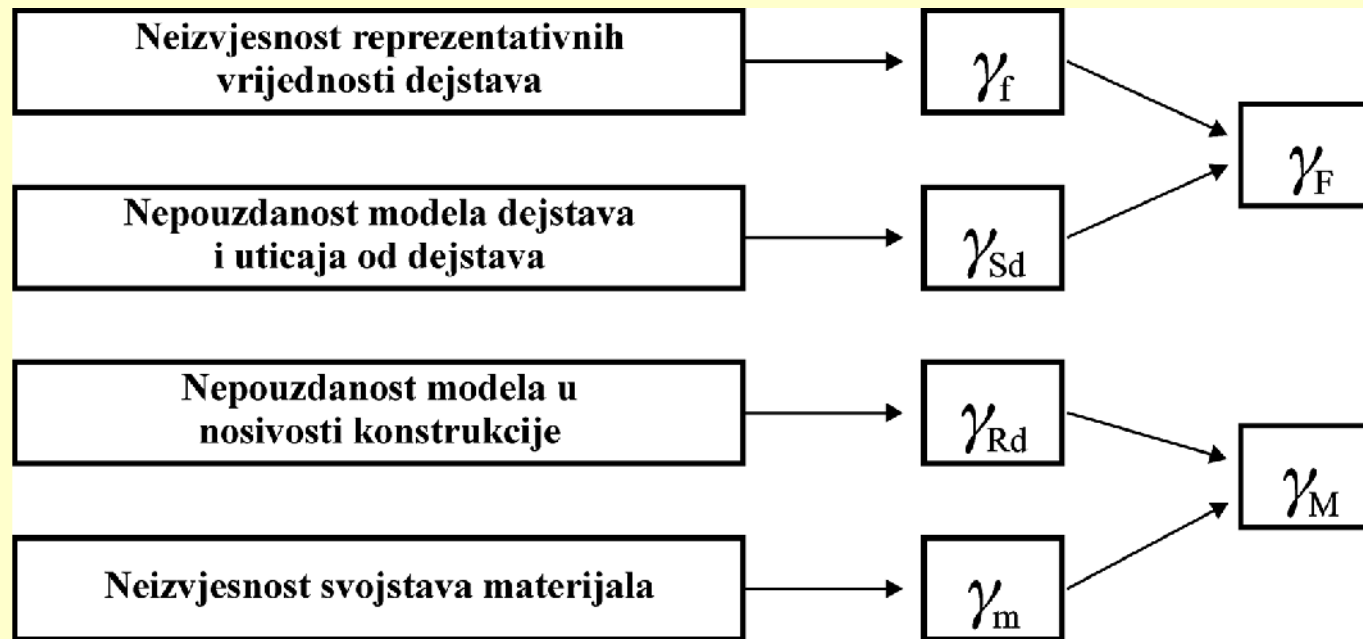 Neizvjesnost reprezentativnih
vrijednosti dejstava
γf
γF
Nepouzdanost modela dejstava
i uticaja od dejstava
γSd
Nepouzdanost modela u
nosivosti konstrukcije
γRd
γM
Neizvjesnost svojstava materijala
γm